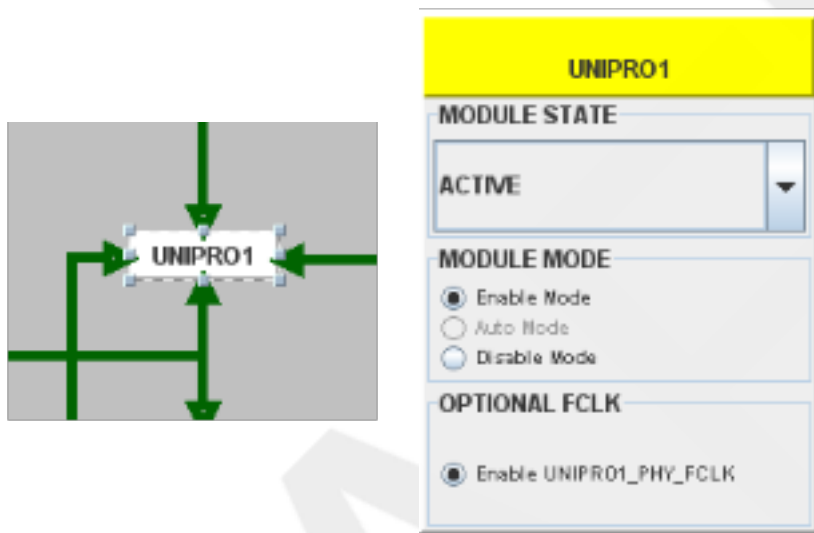 UNIPRO1
UNIPRO1
MODULE STATE
ACTIVE
MODULE MODE
Enable Mode
Auto Mode
Disable Mode
OPTIONAL FCLK
Enable UNIPRO1_PHY_FCLK